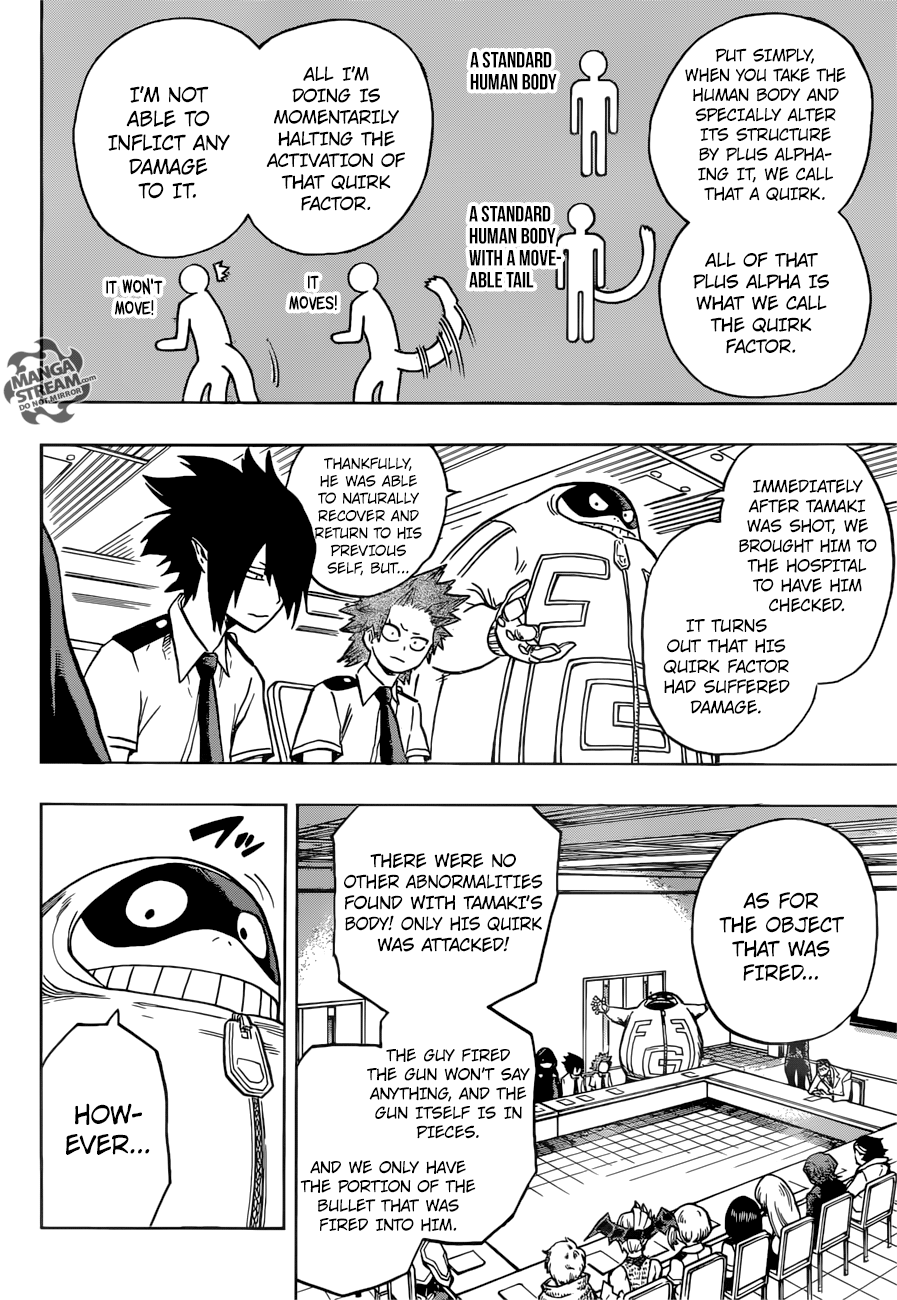 PUT SIMPLY,
WHEN YOU TAKE THE
HUMAN BODY AND
SPECIALLY ALTER
ITS STRUCTURE
BY PLUS ALPHA-
ING IT, WE CALL
THAT A QUIRK.
ALL OF THAT
PLUS ALPHA IS
WHAT WE CALL
THE QUIRK
FACTOR.
A STANDARD
HUMAN BODY
A STANDARD
HUMAN BODY
WITH A MOVE-
ABLE TAIL
ALL I'M
DOING IS
MOMENTARILY
HALTING THE
ACTIVATION OF
THAT QUIRK
FACTOR.
I'M NOT
ABLE TO
INFLICT ANY
DAMAGE
TO IT.
IT
MOVES!
IT WON'T
MOVE!
MANGA
STREAM.com
DO NOT MIRROR
IMMEDIATELY
AFTER TAMAKI
WAS SHOT, WE
BROUGHT HIM TO
THE HOSPITAL
TO HAVE HIM
CHECKED.
IT TURNS
OUT THAT HIS
QUIRK FACTOR
HAD SUFFERED
DAMAGE.
THANKFULLY,
HE WAS ABLE
TO NATURALLY
RECOVER AND
RETURN TO HIS
PREVIOUS
SELF, BUT...
AS FOR
THE OBJECT
THAT WAS
FIRED...
THERE WERE NO
OTHER ABNORMALITIES
FOUND WITH TAMAKI'S
BODY! ONLY HIS QUIRK
WAS ATTACKED!
THE GUY FIRED
THE GUN WON'T SAY
ANYTHING, AND THE
GUN ITSELF IS IN
PIECES.
AND WE ONLY HAVE
THE PORTION OF THE
BULLET THAT WAS
FIRED INTO HIM.
クッ
HOW-
EVER...